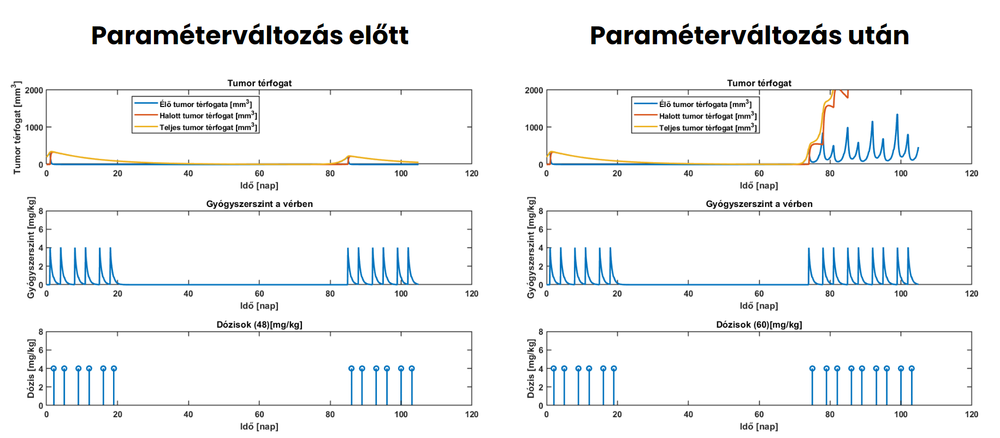 Paraméterváltozás előtt
Tumor térfogat
Tumor térfogat [mm³]
2000
1000
0
Élő tumor térfogata [mm³]
Halott tumor térfogat [mm³]
Teljes tumor térfogat [mm³]
0 20 40 60 80 100 120
Idő [nap]
Gyógyszerszint a vérben
Gyógyszerszint [mg/kg]
8
6
4
2
0
0 20 40 60 80 100 120
Idő [nap]
Dózisok (48)[mg/kg]
Dózis [mg/kg]
8
6
4
2
0
0 20 40 60 80 100 120
Idő [nap]
Paraméterváltozás után
Tumor térfogat
Tumor térfogat [mm³]
2000
1000
0
Élő tumor térfogata [mm³]
Halott tumor térfogat [mm³]
Teljes tumor térfogat [mm³]
0 20 40 60 80 100 120
Idő [nap]
Gyógyszerszint a vérben
Gyógyszerszint [mg/kg]
8
6
4
2
0
0 20 40 60 80 100 120
Idő [nap]
Dózisok (60)[mg/kg]
Dózis [mg/kg]
8
6
4
2
0
0 20 40 60 80 100 120
Idő [nap]